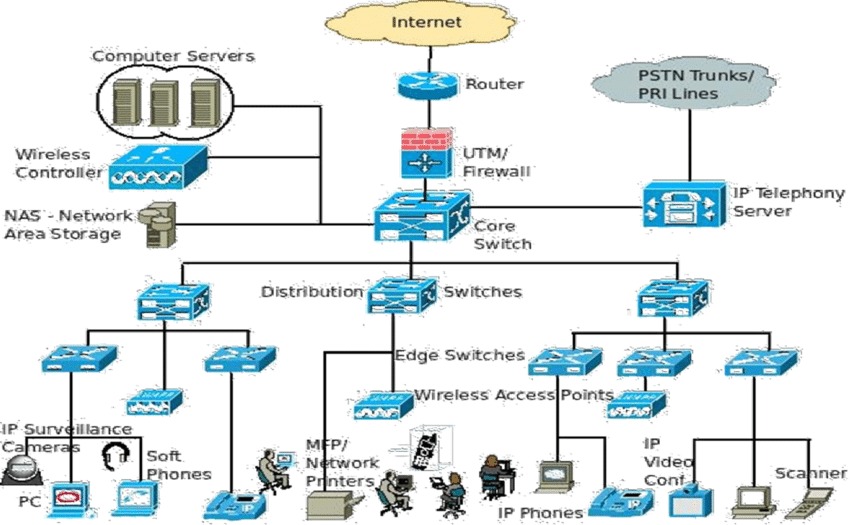 Internet
Computer Servers
Router
PSTN Trunks/
PRI Lines
Wireless
Controller
UTM/
Firewall
IP Telephony
Server
NAS - Network
Area Storage
Core
Switch
Distribution
Switches
Edge Switches
Wireless Access Points
IP Surveillance
Cameras
Soft
Phones
MFP/
Network
Printers
IP
Video
Conf
Scanner
PC
IP Phones
IP